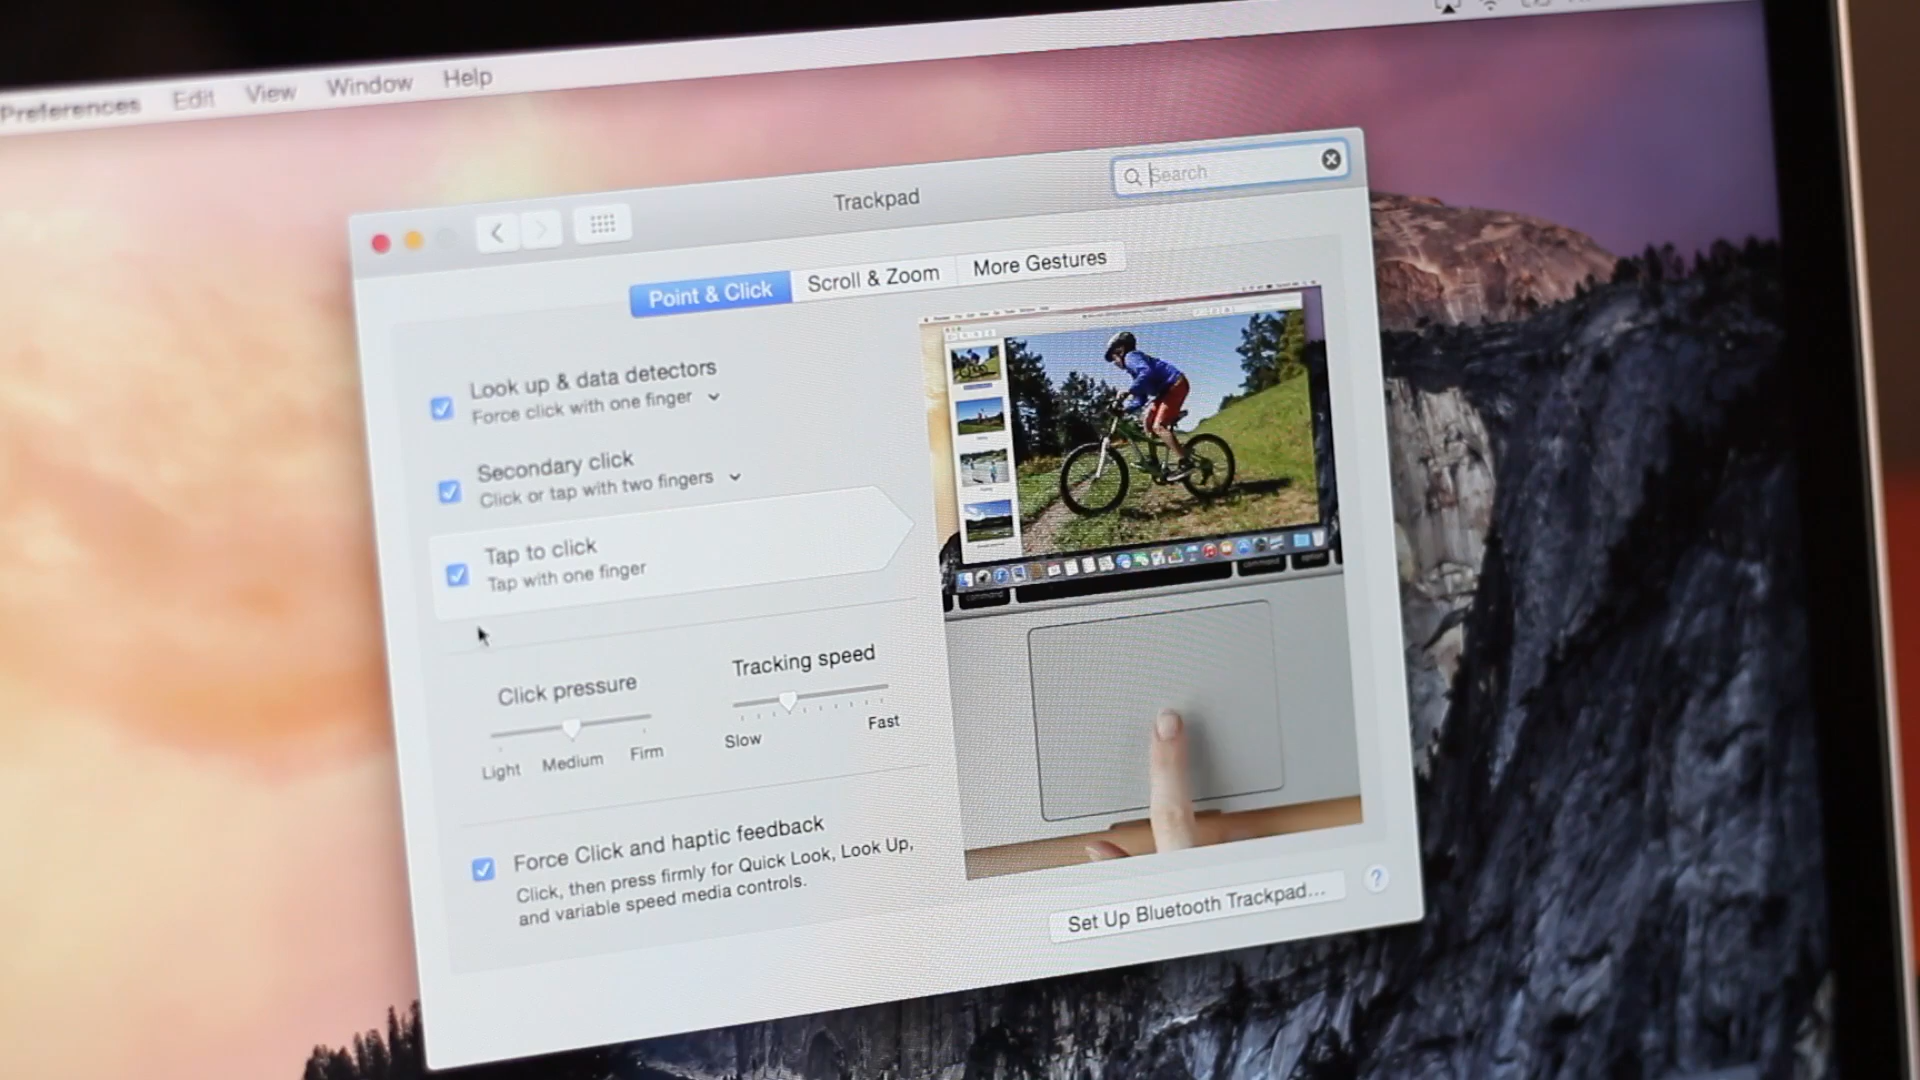 Preferences Edit View Window Help
Trackpad
Search
Point & Click Scroll & Zoom More Gestures
Look up & data detectors
Force click with one finger
Secondary click
Click or tap with two fingers
Tap to click
Tap with one finger
Click pressure
Light Medium Firm
Tracking speed
Slow Fast
Force Click and haptic feedback
Click, then press firmly for Quick Look, Look Up,
and variable speed media controls.
command command option
Set Up Bluetooth Trackpad... ?